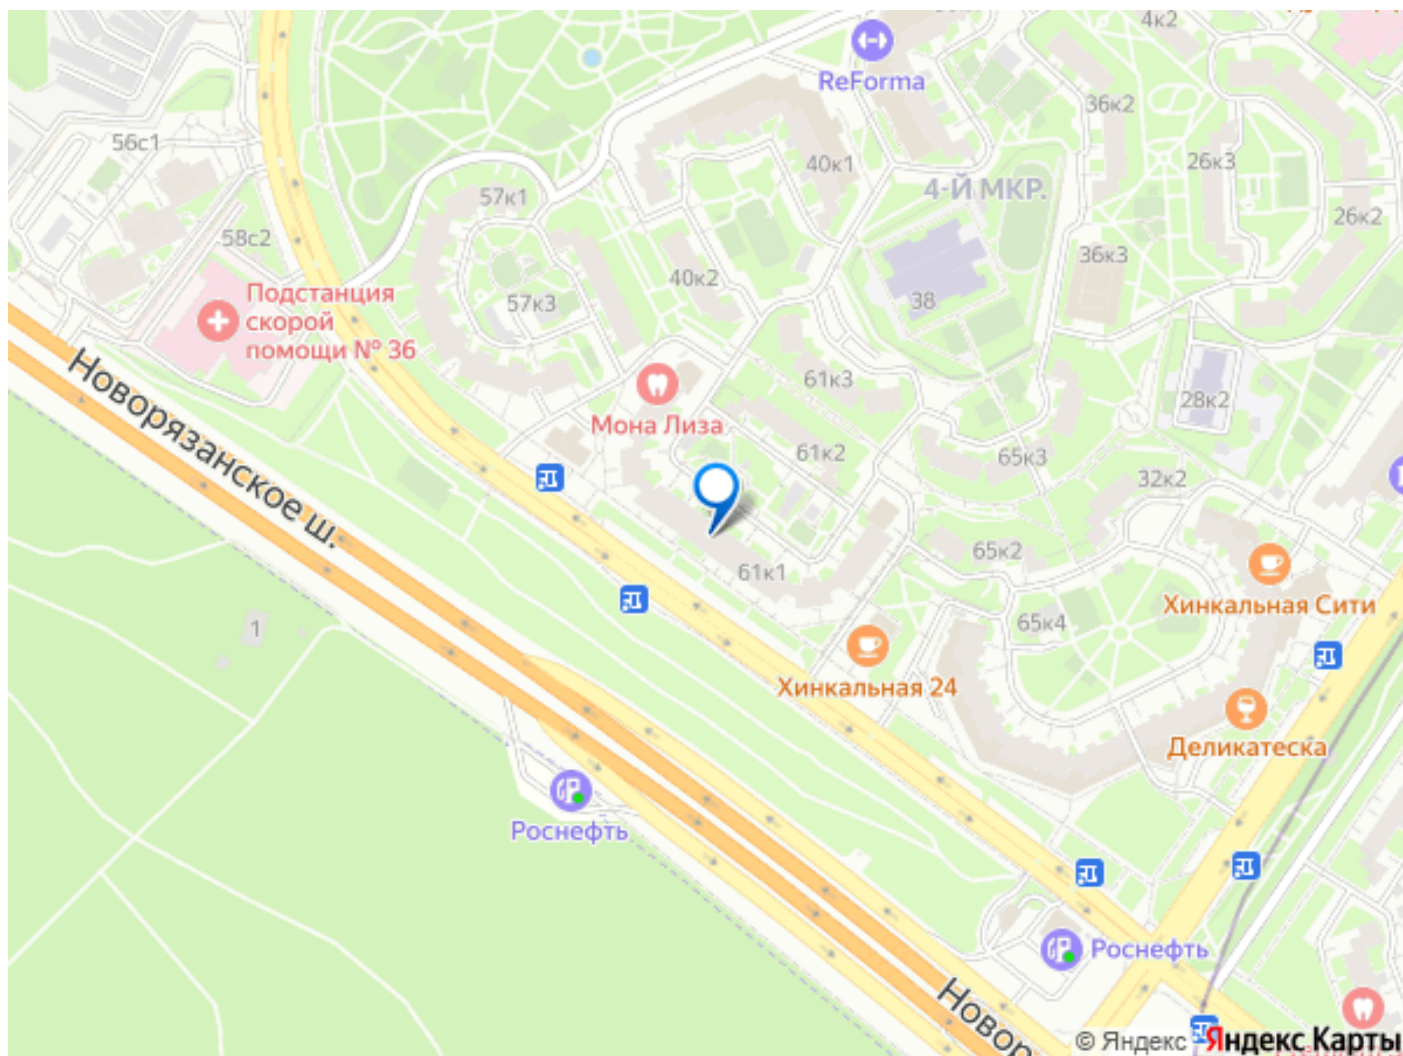 4к2
ReForma
36к2
56с1
40к1
26к3
4-Й МКР.
57к1
26к2
58с2
36к3
40к2
Подстанция
скорой
помощи № 36
57к3
38
61к3
28к2
Новорязанское ш.
Мона Лиза
61к2
65к3
32к2
65к2
61к1
Хинкальная Сити
65к4
1
Хинкальная 24
Деликатеска
Роснефть
Роснефть
Новор
© Яндекс
Яндекс Карты